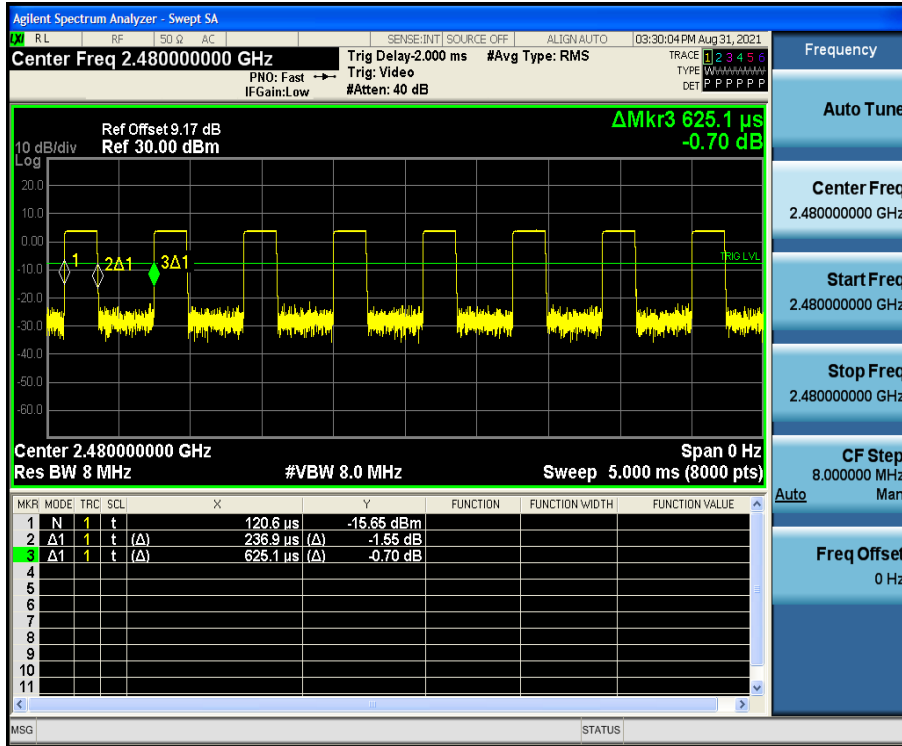 Agilent Spectrum Analyzer - Swept SA
LXI RL RF 50 Ω AC SENSE:INT SOURCE OFF ALIGN AUTO 03:30:04 PM Aug 31, 2021
Center Freq 2.480000000 GHz
PNO: Fast
IFGain:Low
Trig Delay-2.000 ms
Trig: Video
#Atten: 40 dB
#Avg Type: RMS
TRACE 1 2 3 4 5 6
TYPE
DET P P P P P P
Frequency
Auto Tune
Center Freq
2.480000000 GHz
Start Freq
2.480000000 GHz
Stop Freq
2.480000000 GHz
CF Step
8.000000 MHz
Auto Man
Freq Offset
0 Hz
ΔMkr3 625.1 µs
-0.70 dB
Ref Offset 9.17 dB
10 dB/div Ref 30.00 dBm
Log
20.0
10.0
0.00
-10.0
-20.0
-30.0
-40.0
-50.0
-60.0
1
2Δ1
3Δ1
TRIG LVL
Center 2.480000000 GHz Span 0 Hz
Res BW 8 MHz #VBW 8.0 MHz Sweep 5.000 ms (8000 pts)
MKR MODE TRC SCL X Y FUNCTION FUNCTION WIDTH FUNCTION VALUE
1 N 1 t 120.6 µs -15.65 dBm
2 Δ1 1 t (Δ) 236.9 µs (Δ) -1.55 dB
3 Δ1 1 t (Δ) 625.1 µs (Δ) -0.70 dB
4
5
6
7
8
9
10
11
MSG STATUS